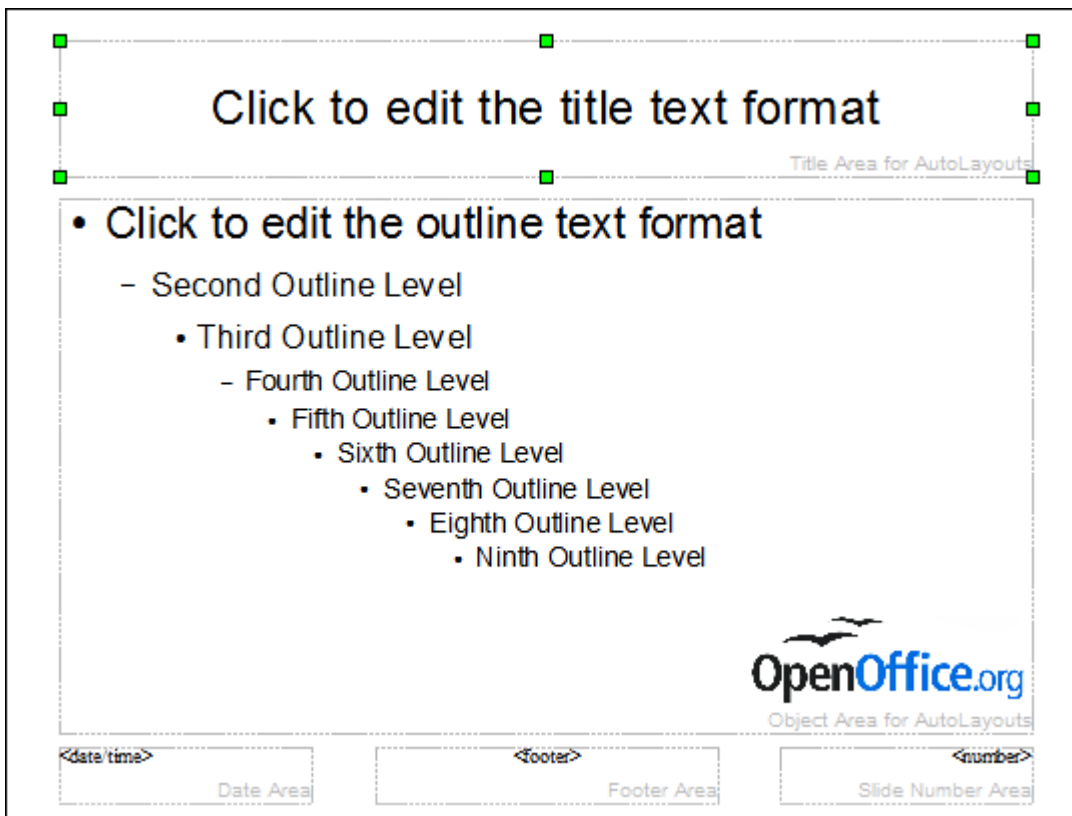 Click to edit the title text format
Title Area for AutoLayouts
• Click to edit the outline text format
– Second Outline Level
• Third Outline Level
– Fourth Outline Level
• Fifth Outline Level
• Sixth Outline Level
• Seventh Outline Level
• Eighth Outline Level
• Ninth Outline Level
OpenOffice.org
Object Area for AutoLayouts
<date/time> <footer> <number>
Date Area Footer Area Slide Number Area